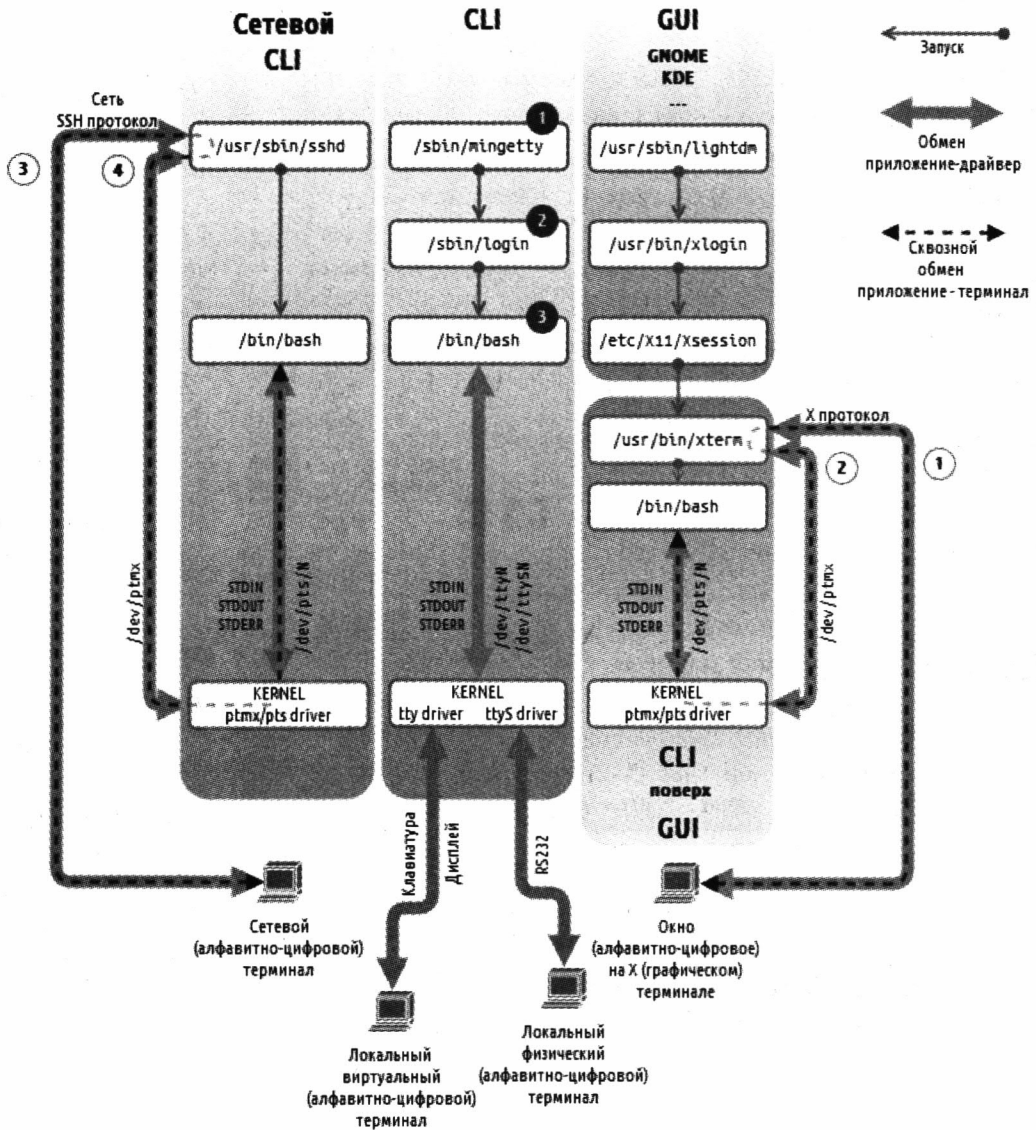 Сетевой
CLI
CLI
GUI
GNOME
KDE
---
Запуск
Обмен
приложение-драйвер
Сквозной
обмен
приложение - терминал
Сеть
SSH протокол
3
4
/usr/sbin/sshd
/bin/bash
/dev/ptmx
STDIN
STDOUT
STDERR
/dev/pts/N
KERNEL
ptmx/pts driver
1
/sbin/mingetty
2
/sbin/login
3
/bin/bash
STDIN
STDOUT
STDERR
/dev/ttyN
/dev/ttySN
KERNEL
tty driver ttyS driver
/usr/sbin/lightdm
/usr/bin/xlogin
/etc/X11/Xsession
/usr/bin/xterm
X протокол
2
1
/bin/bash
STDIN
STDOUT
STDERR
/dev/pts/N
/dev/ptmx
KERNEL
ptmx/pts driver
CLI
поверх
GUI
Клавиатура
Дисплей
RS232
Сетевой
(алфавитно-цифровой)
терминал
Локальный
виртуальный
(алфавитно-цифровой)
терминал
Локальный
физический
(алфавитно-цифровой)
терминал
Окно
(алфавитно-цифровое)
на X (графическом)
терминале